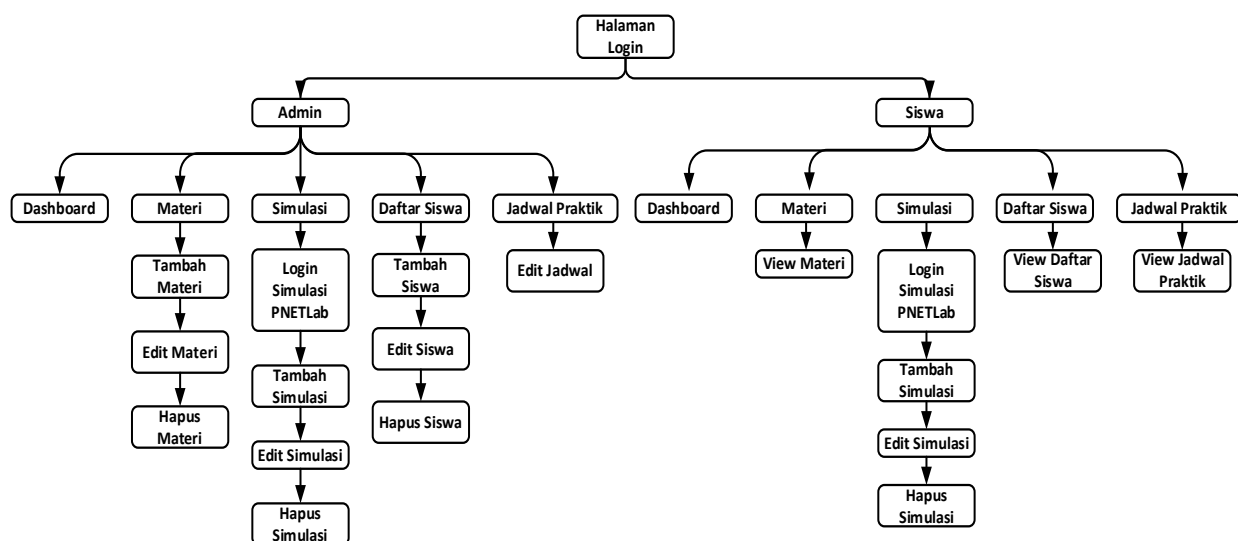 Halaman
Login
Admin
Siswa
Dashboard
Materi
Simulasi
Daftar Siswa
Jadwal Praktik
Dashboard
Materi
Simulasi
Daftar Siswa
Jadwal Praktik
Tambah
Materi
Edit Materi
Hapus
Materi
Login
Simulasi
PNETLab
Tambah
Simulasi
Edit Simulasi
Hapus
Simulasi
Tambah
Siswa
Edit Siswa
Hapus Siswa
Edit Jadwal
View Materi
Login
Simulasi
PNETLab
Tambah
Simulasi
Edit Simulasi
Hapus
Simulasi
View Daftar
Siswa
View Jadwal
Praktik